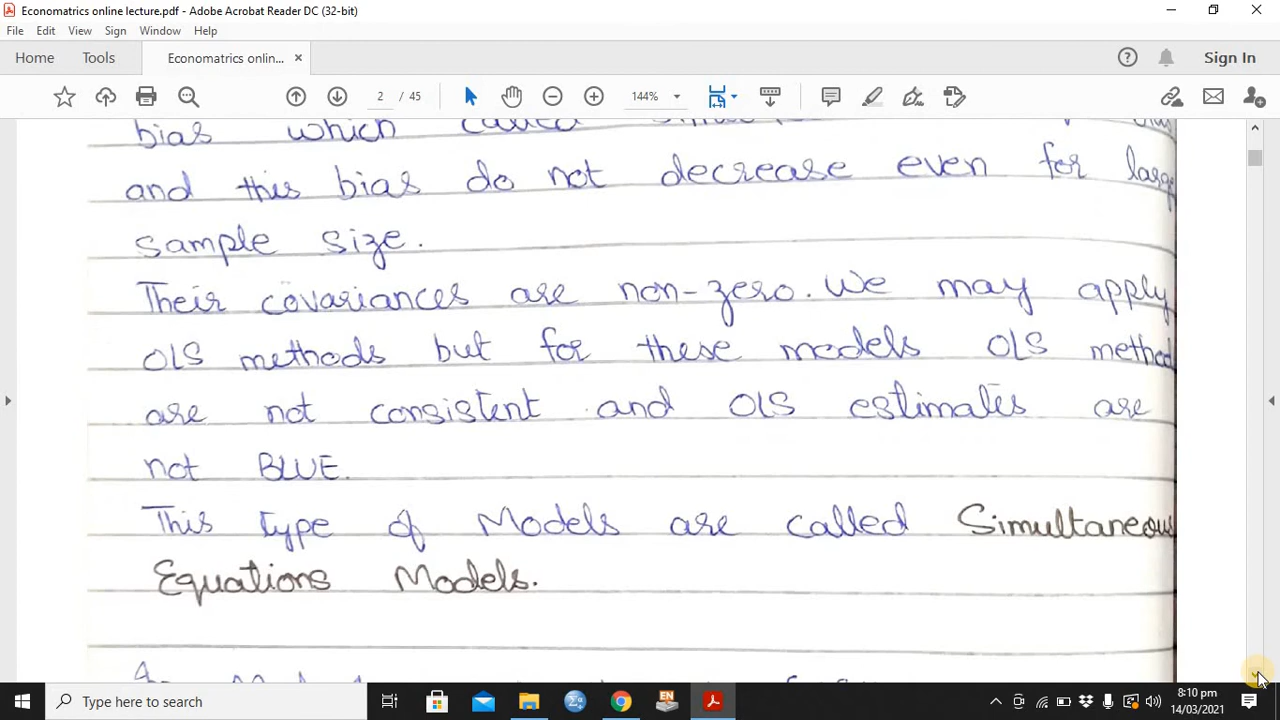 Economatrics online lecture.pdf - Adobe Acrobat Reader DC (32-bit)
File Edit View Sign Window Help
Home Tools Economatrics onlin... × Sign In
2 / 45 144%
bias which called
and this bias do not decrease even for large
sample size.
Their covariances are non-zero. We may apply
OLS methods but for these models OLS method
are not consistent and OLS estimates are
not BLUE.
This type of Models are called Simultaneous
Equations Models.
Type here to search
EN
8:10 pm
14/03/2021